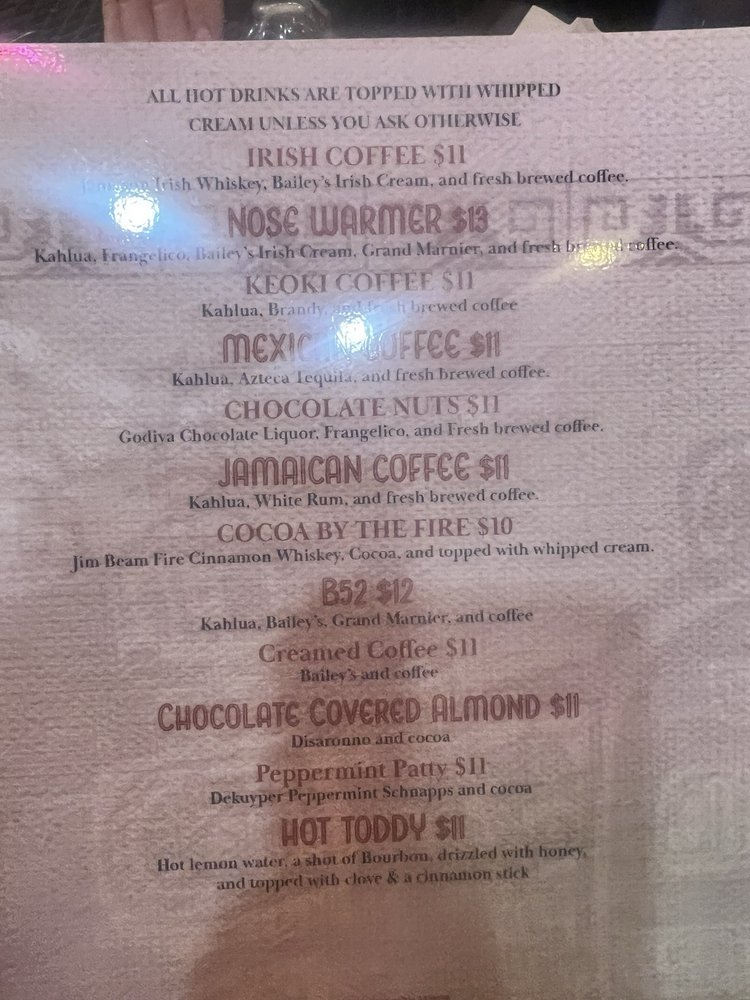 ALL HOT DRINKS ARE TOPPED WITH WHIPPED
CREAM UNLESS YOU ASK OTHERWISE
IRISH COFFEE $11
Irish Whiskey, Bailey's Irish Cream, and fresh brewed coffee.
NOSE WARMER $13
Kahlua, Frangelico, Bailey's Irish Cream, Grand Marnier, and fresh brewed coffee.
KEOKI COFFEE $11
Kahlua, Brandy, and fresh brewed coffee
MEXICAN COFFEE $11
Kahlua, Azteca Tequila, and fresh brewed coffee.
CHOCOLATE NUTS $11
Godiva Chocolate Liquor, Frangelico, and Fresh brewed coffee.
JAMAICAN COFFEE $11
Kahlua, White Rum, and fresh brewed coffee.
COCOA BY THE FIRE $10
Jim Beam Fire Cinnamon Whiskey, Cocoa, and topped with whipped cream.
B52 $12
Kahlua, Bailey's, Grand Marnier, and coffee
Creamed Coffee $11
Bailey's and coffee
CHOCOLATE COVERED ALMOND $11
Disaronno and cocoa
Peppermint Patty $11
Dekuyper Peppermint Schnapps and cocoa
HOT TODDY $11
Hot lemon water, a shot of Bourbon, drizzled with honey,
and topped with clove & a cinnamon stick